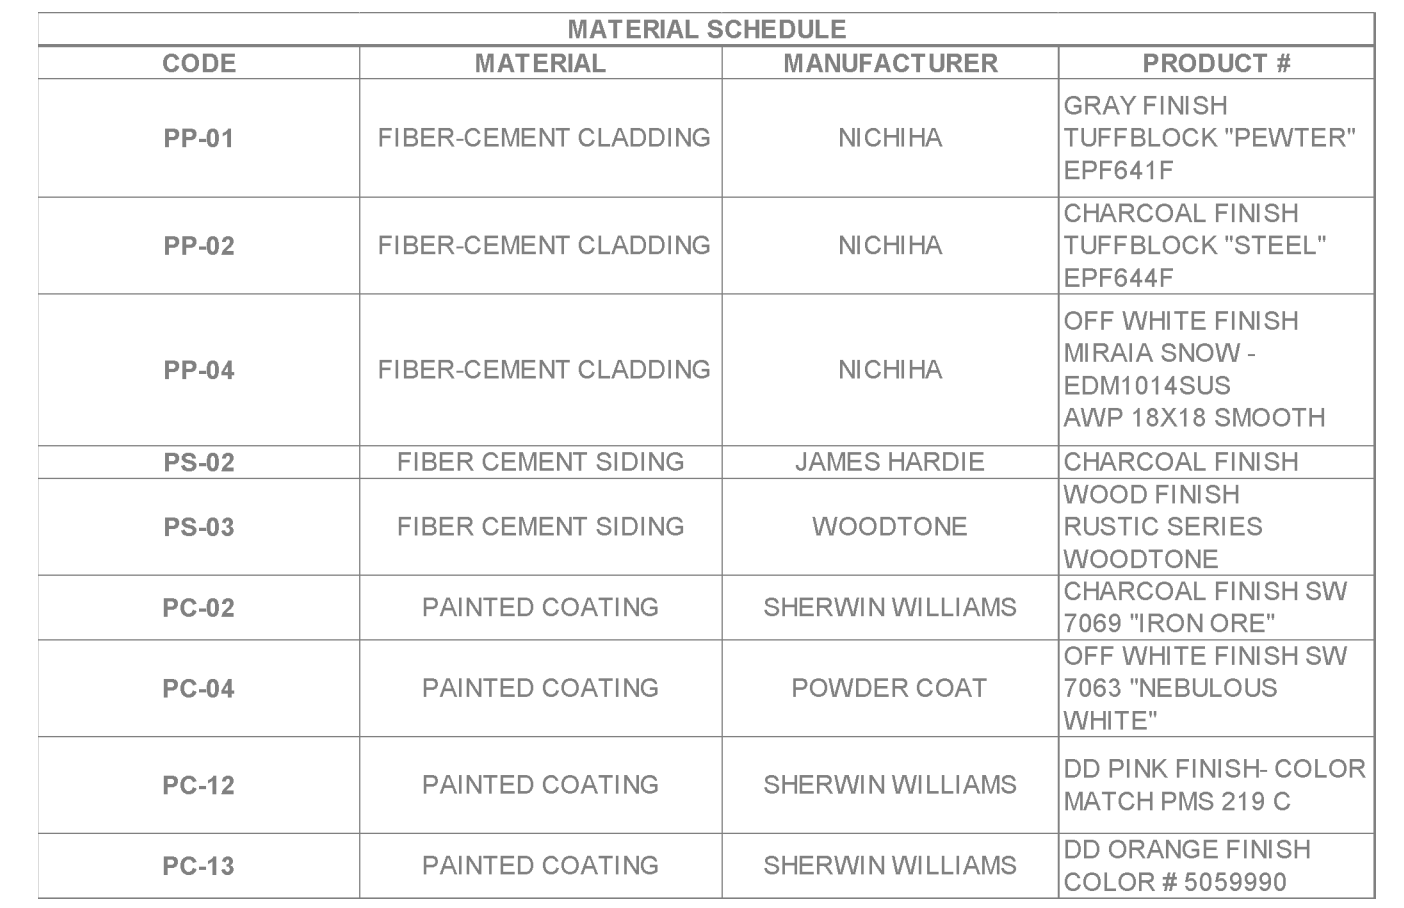 MATERIAL SCHEDULE
CODE MATERIAL MANUFACTURER PRODUCT #
PP-01 FIBER-CEMENT CLADDING NICHIHA GRAY FINISH
TUFFBLOCK "PEWTER"
EPF641F
PP-02 FIBER-CEMENT CLADDING NICHIHA CHARCOAL FINISH
TUFFBLOCK "STEEL"
EPF644F
PP-04 FIBER-CEMENT CLADDING NICHIHA OFF WHITE FINISH
MIRAIA SNOW -
EDM1014SUS
AWP 18X18 SMOOTH
PS-02 FIBER CEMENT SIDING JAMES HARDIE CHARCOAL FINISH
PS-03 FIBER CEMENT SIDING WOODTONE WOOD FINISH
RUSTIC SERIES
WOODTONE
PC-02 PAINTED COATING SHERWIN WILLIAMS CHARCOAL FINISH SW
7069 "IRON ORE"
PC-04 PAINTED COATING POWDER COAT OFF WHITE FINISH SW
7063 "NEBULOUS
WHITE"
PC-12 PAINTED COATING SHERWIN WILLIAMS DD PINK FINISH- COLOR
MATCH PMS 219 C
PC-13 PAINTED COATING SHERWIN WILLIAMS DD ORANGE FINISH
COLOR # 5059990